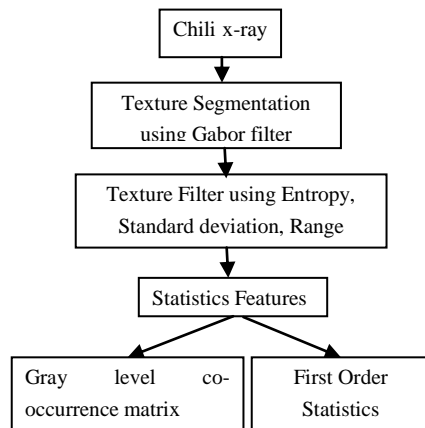 Chili x-ray
Texture Segmentation
using Gabor filter
Texture Filter using Entropy,
Standard deviation, Range
Statistics Features
Gray level co-
occurrence matrix
First Order
Statistics